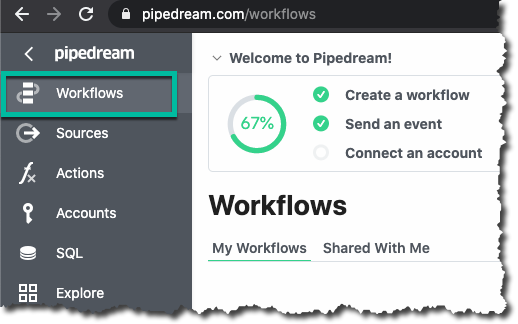 pipedream.com/workflows
pipedream
Workflows
Sources
Actions
Accounts
SQL
Explore
Welcome to Pipedream!
67%
Create a workflow
Send an event
Connect an account
Workflows
My Workflows Shared With Me